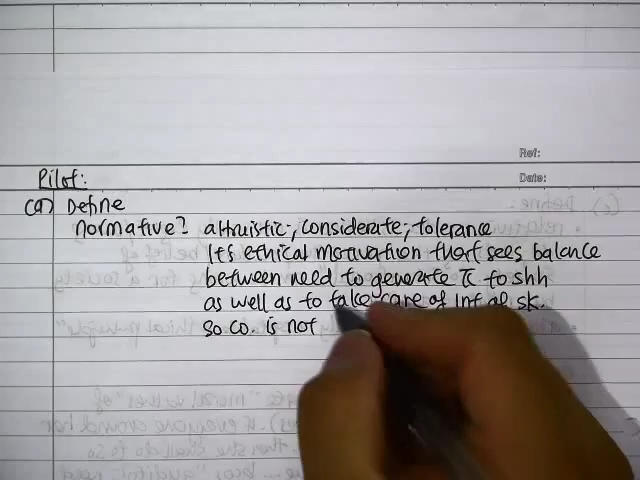 Ref:
Pilot:
Date:
(a) Define
normative? altruistic, considerate, tolerance
It's ethical motivation that sees balance
between need to generate π to shh
as well as to take care of int of sk.
so co. is not